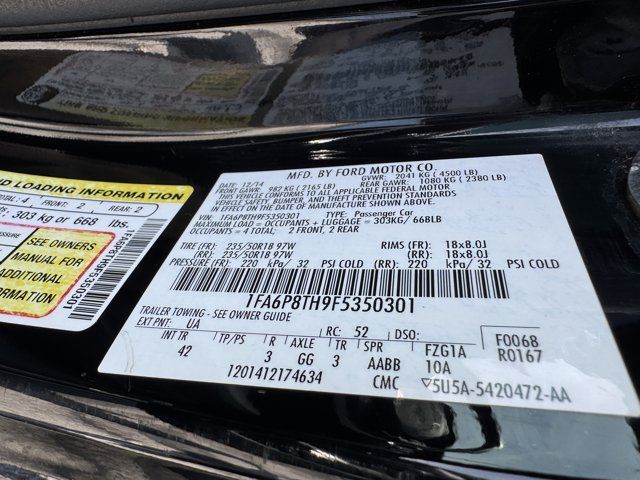 MFD. BY FORD MOTOR CO.
DATE: 12/14 GVWR: 2041 KG ( 4500 LB)
FRONT GAWR: 982 KG ( 2165 LB) REAR GAWR: 1080 KG ( 2380 LB)
THIS VEHICLE CONFORMS TO ALL APPLICABLE FEDERAL MOTOR
VEHICLE SAFETY, BUMPER, AND THEFT PREVENTION STANDARDS
IN EFFECT ON THE DATE OF MANUFACTURE SHOWN ABOVE.
VIN: 1FA6P8TH9F5350301 TYPE: Passenger Car
MAXIMUM LOAD = OCCUPANTS + LUGGAGE = 303KG/ 668LB
OCCUPANTS = 4 TOTAL, 2 FRONT, 2 REAR
TIRE (FR): 235/50R18 97W RIMS (FR): 18x8.0J
(RR): 235/50R18 97W (RR): 18x8.0J
PRESSURE (FR): 220 kPa/ 32 PSI COLD (RR): 220 kPa/ 32 PSI COLD
1FA6P8TH9F5350301
TRAILER TOWING - SEE OWNER GUIDE
EXT PNT: UA RC: 52 DSO:
INT TR TP/PS R AXLE TR SPR
42 3 GG 3 AABB
FZG1A
10A
CMC
F0068
R0167
1201412174634
5U5A-5420472-AA
LOADING INFORMATION
4 FRONT: 2 REAR: 2
303 kg or 668 lbs.
SEE OWNERS
MANUAL FOR
ADDITIONAL
INFORMATION
1FA6P8TH9F5350301